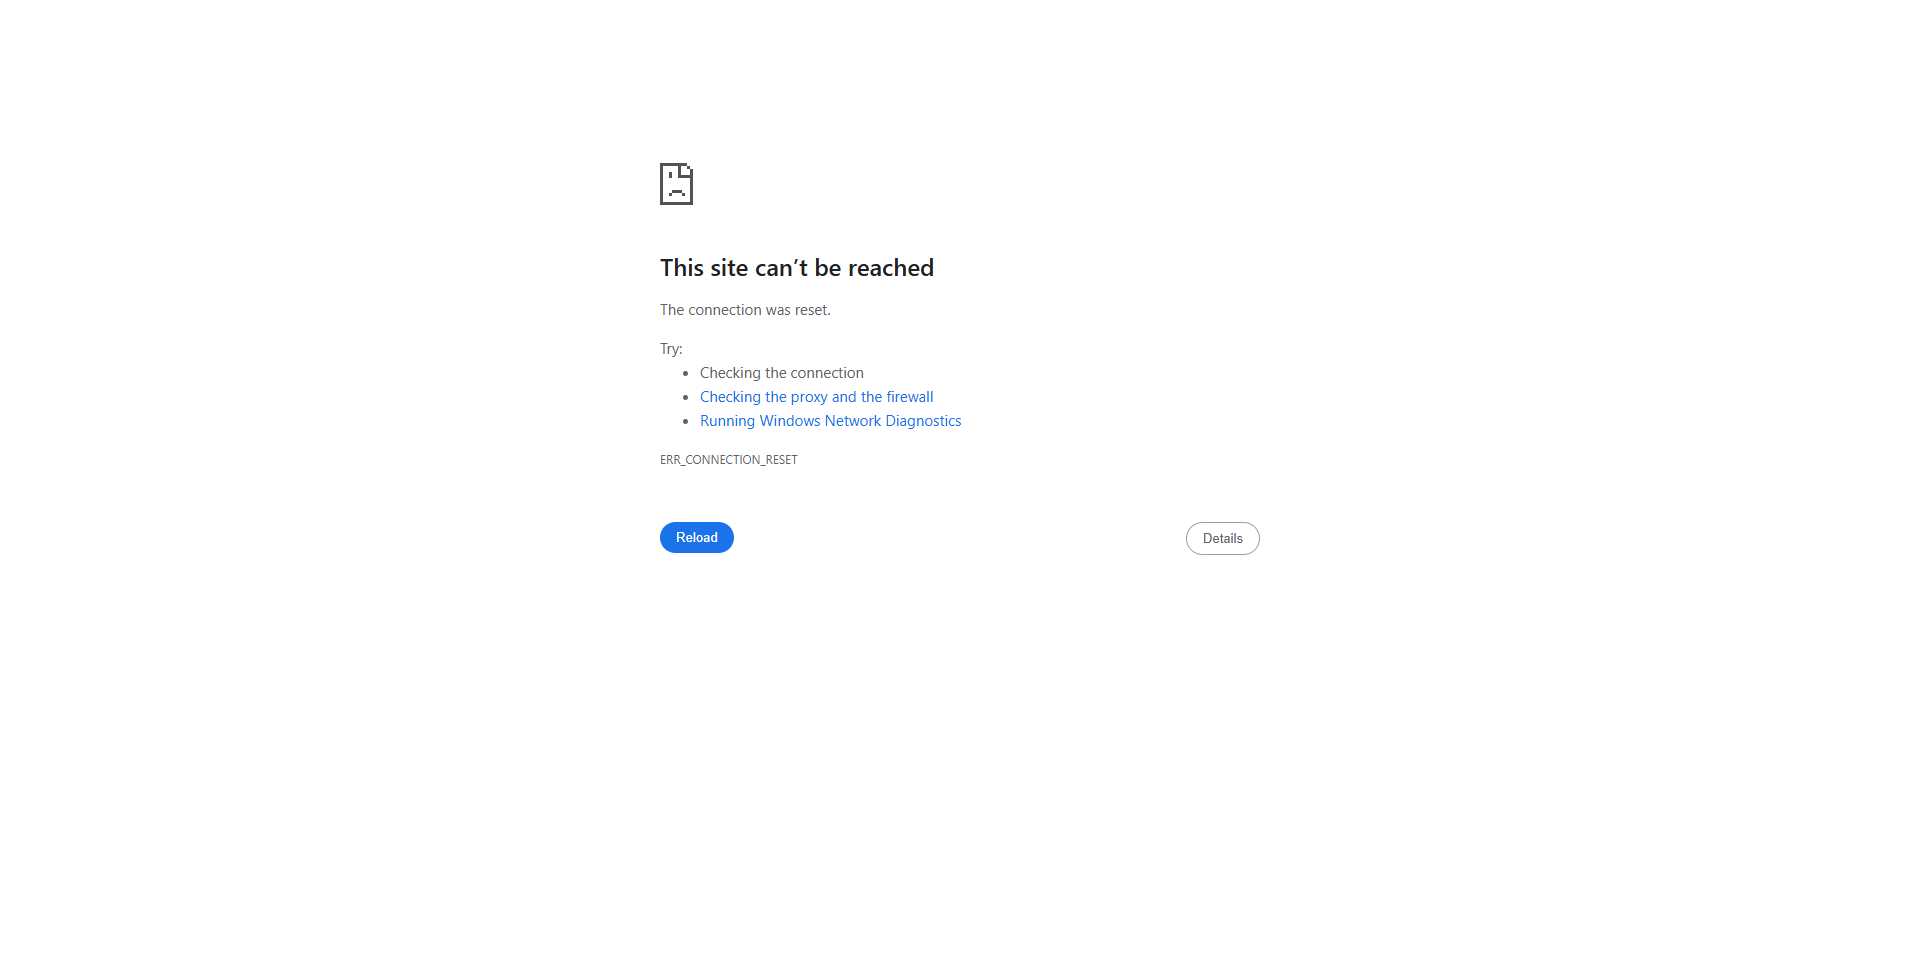 This site can’t be reached
The connection was reset.
Try:
Checking the connection
Checking the proxy and the firewall
Running Windows Network Diagnostics
ERR_CONNECTION_RESET
Reload
Details